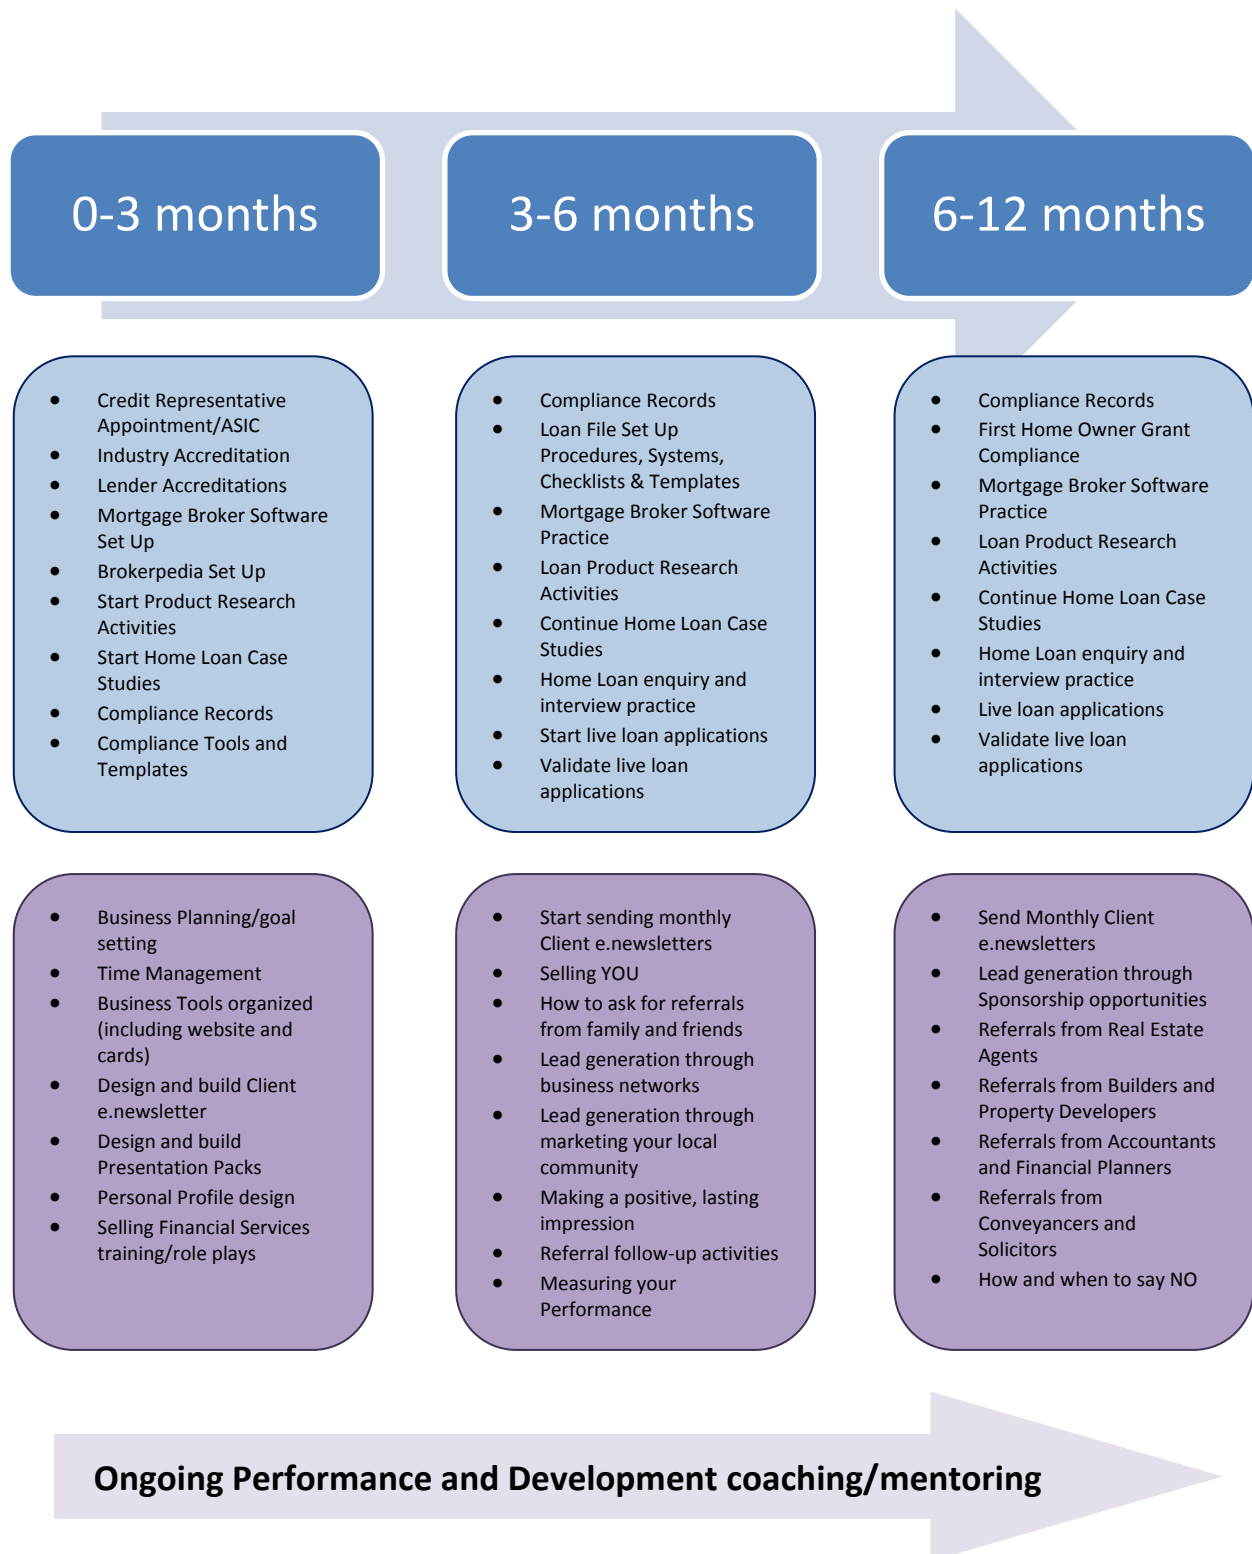 0-3 months
3-6 months
6-12 months
• Credit Representative
Appointment/ASIC
• Industry Accreditation
• Lender Accreditations
• Mortgage Broker Software
Set Up
• Brokerpedia Set Up
• Start Product Research
Activities
• Start Home Loan Case
Studies
• Compliance Records
• Compliance Tools and
Templates
• Compliance Records
• Loan File Set Up
Procedures, Systems,
Checklists & Templates
• Mortgage Broker Software
Practice
• Loan Product Research
Activities
• Continue Home Loan Case
Studies
• Home Loan enquiry and
interview practice
• Start live loan applications
• Validate live loan
applications
• Compliance Records
• First Home Owner Grant
Compliance
• Mortgage Broker Software
Practice
• Loan Product Research
Activities
• Continue Home Loan Case
Studies
• Home Loan enquiry and
interview practice
• Live loan applications
• Validate live loan
applications
• Business Planning/goal
setting
• Time Management
• Business Tools organized
(including website and
cards)
• Design and build Client
e.newsletter
• Design and build
Presentation Packs
• Personal Profile design
• Selling Financial Services
training/role plays
• Start sending monthly
Client e.newsletters
• Selling YOU
• How to ask for referrals
from family and friends
• Lead generation through
business networks
• Lead generation through
marketing your local
community
• Making a positive, lasting
impression
• Referral follow-up activities
• Measuring your
Performance
• Send Monthly Client
e.newsletters
• Lead generation through
Sponsorship opportunities
• Referrals from Real Estate
Agents
• Referrals from Builders and
Property Developers
• Referrals from Accountants
and Financial Planners
• Referrals from
Conveyancers and
Solicitors
• How and when to say NO
Ongoing Performance and Development coaching/mentoring